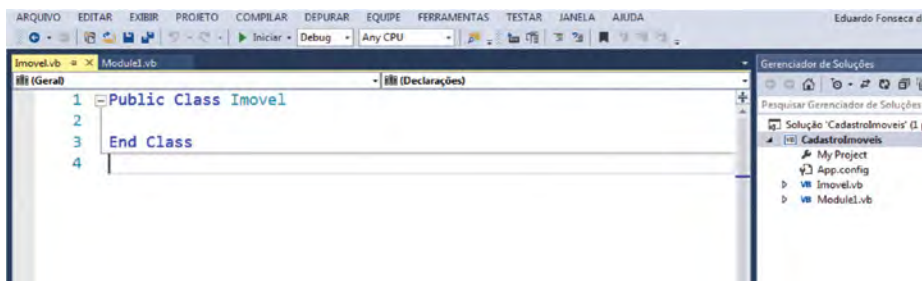 ARQUIVO EDITAR EXIBIR PROJETO COMPILAR DEPURAR EQUIPE FERRAMENTAS TESTAR JANELA AJUDA Eduardo Fonseca d
Iniciar Debug Any CPU
Imovel.vb Module1.vb
(Geral) (Declarações)
1 Public Class Imovel
2
3 End Class
4
Gerenciador de Soluções
Pesquisar Gerenciador de Soluções
Solução 'CadastroImoveis' (1
CadastroImoveis
My Project
App.config
VB Imovel.vb
VB Module1.vb